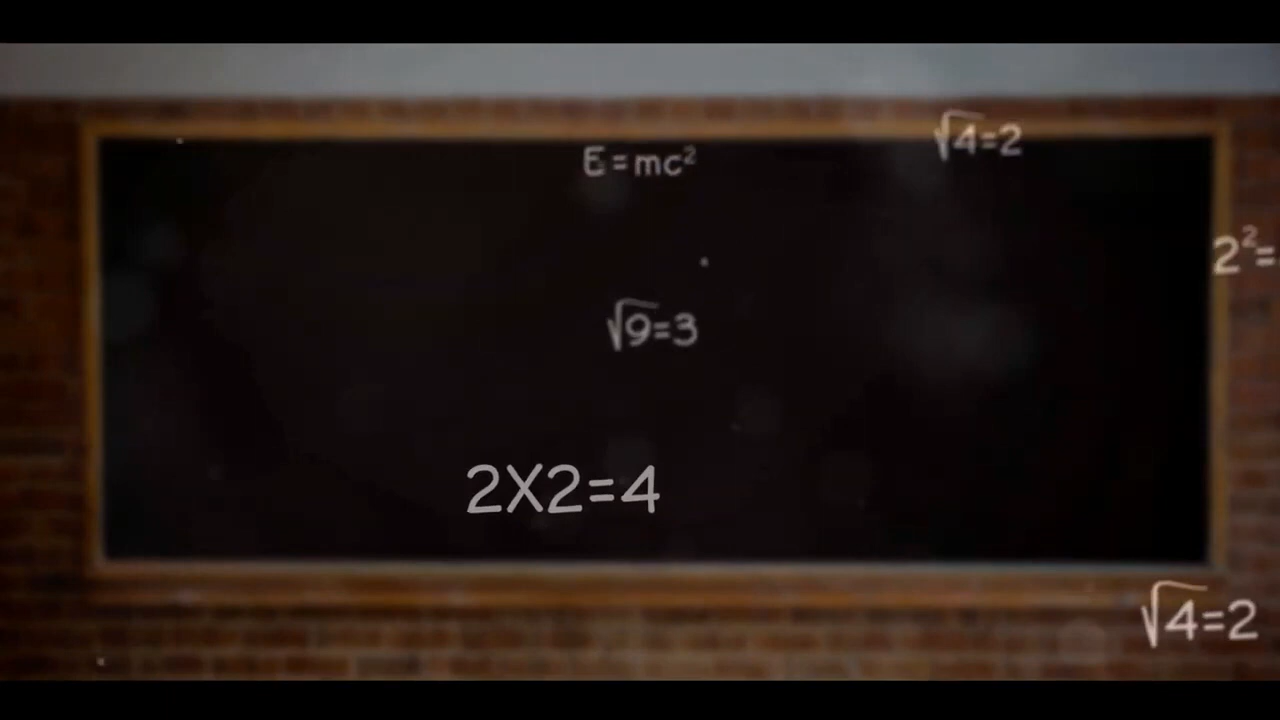 √4=2
E=mc²
2²=
√9=3
2X2=4
√4=2